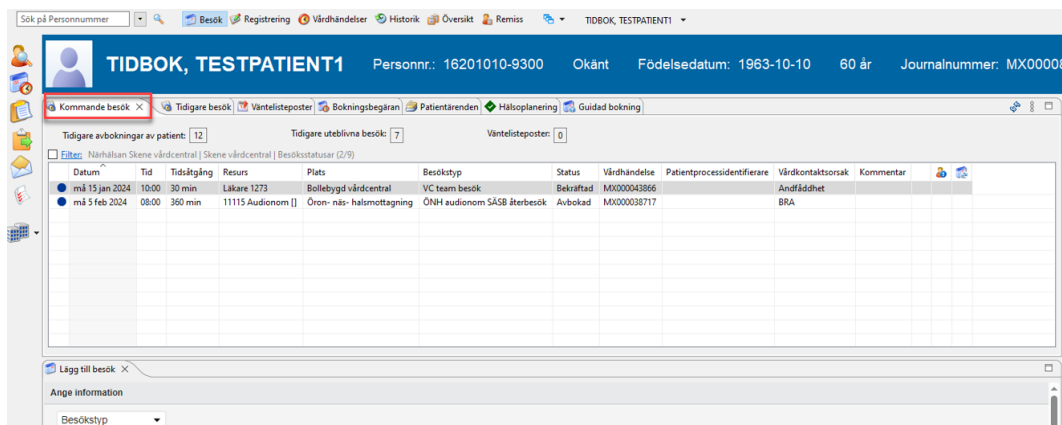 Sök på Personnummer Besök Registrering Vårdhändelser Historik Översikt Remiss TIDBOK, TESTPATIENT1
TIDBOK, TESTPATIENT1 Personnr.: 16201010-9300 Okänt Födelsedatum: 1963-10-10 60 år Journalnummer: MX00008
Kommande besök Tidigare besök Väntelisteposter Bokningsbegäran Patientärenden Hälsoplanering Guidad bokning
Tidigare avbokningar av patient: 12 Tidigare uteblivna besök: 7 Väntelisteposter: 0
Filter: Närhälsan Skene vårdcentral | Skene vårdcentral | Besöksstatusar (2/9)
Datum Tid Tidsåtgång Resurs Plats Besökstyp Status Vårdhändelse Patientprocessidentifierare Vårdkontaktsorsak Kommentar
må 15 jan 2024 10:00 30 min Läkare 1273 Bollebygd vårdcentral VC team besök Bekräftad MX000043866 Andfåddhet
må 5 feb 2024 08:00 360 min 11115 Audionom [] Öron- näs- halsmottagning ÖNH audionom SÄSB återbesök Avbokad MX000038717 BRA
Lägg till besök
Ange information
Besökstyp